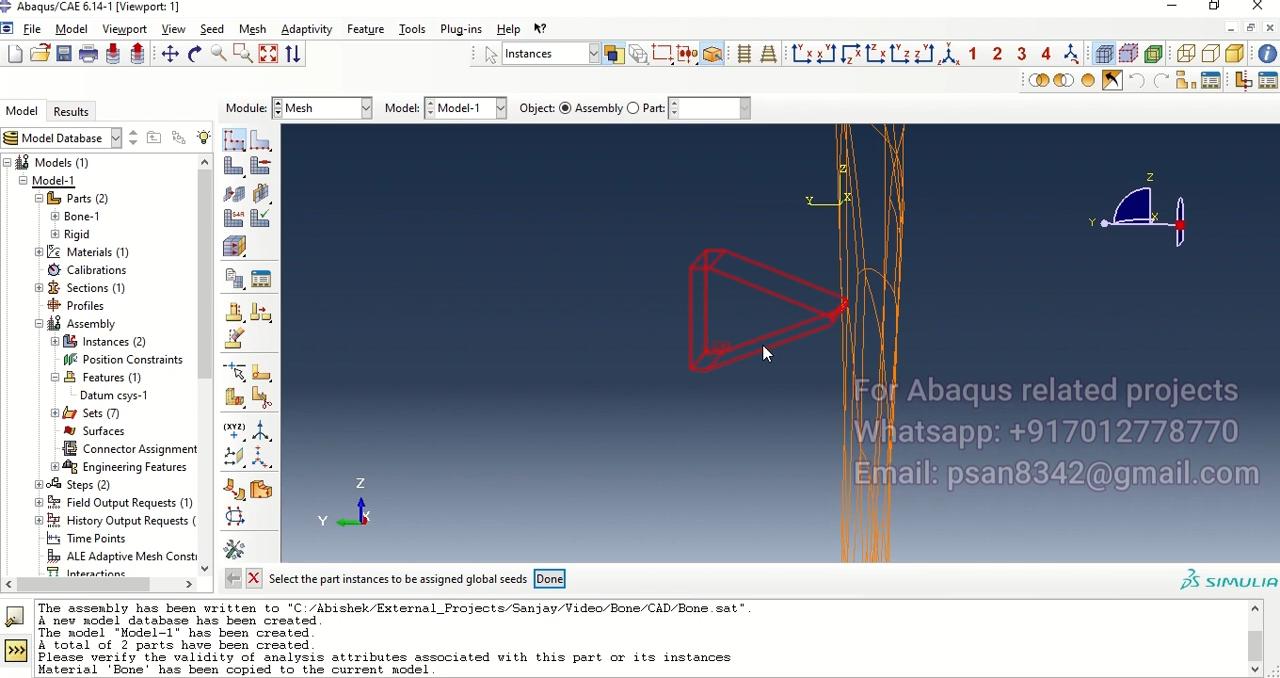 Abaqus/CAE 6.14-1 [Viewport: 1]
File Model Viewport View Seed Mesh Adaptivity Feature Tools Plug-ins Help
Instances
1 2 3 4
Model Results
Module: Mesh Model: Model-1 Object: Assembly Part:
Model Database
Models (1)
Model-1
Parts (2)
Bone-1
Rigid
Materials (1)
Calibrations
Sections (1)
Profiles
Assembly
Instances (2)
Position Constraints
Features (1)
Datum csys-1
Sets (7)
Surfaces
Connector Assignment
Engineering Features
Steps (2)
Field Output Requests (1)
History Output Requests (
Time Points
ALE Adaptive Mesh Constr
Interactions
Z
X
Y
Z
X
Y
Z
Y
X
For Abaqus related projects
Whatsapp: +917012778770
Email: psan8342@gmail.com
Select the part instances to be assigned global seeds Done
SIMULIA
The assembly has been written to "C:/Abishek/External_Projects/Sanjay/Video/Bone/CAD/Bone.sat".
A new model database has been created.
The model "Model-1" has been created.
A total of 2 parts have been created.
Please verify the validity of analysis attributes associated with this part or its instances
Material 'Bone' has been copied to the current model.